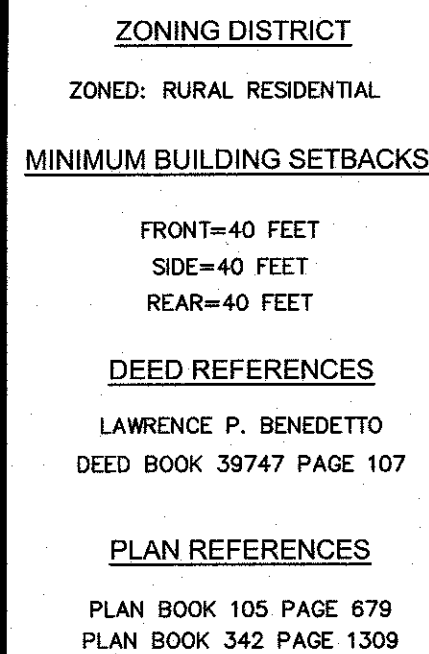 ZONING DISTRICT
ZONED: RURAL RESIDENTIAL
MINIMUM BUILDING SETBACKS
FRONT=40 FEET
SIDE=40 FEET
REAR=40 FEET
DEED REFERENCES
LAWRENCE P. BENEDETTO
DEED BOOK 39747 PAGE 107
PLAN REFERENCES
PLAN BOOK 105 PAGE 679
PLAN BOOK 342 PAGE 1309